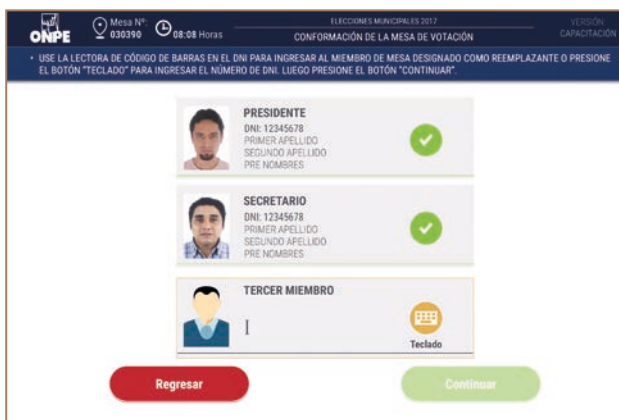 ONPE
Mesa N°:
030390
08:08 Horas
ELECCIONES MUNICIPALES 2017
CONFORMACIÓN DE LA MESA DE VOTACIÓN
VERSIÓN
CAPACITACIÓN
• USE LA LECTORA DE CÓDIGO DE BARRAS EN EL DNI PARA INGRESAR AL MIEMBRO DE MESA DESIGNADO COMO REEMPLAZANTE O PRESIONE
EL BOTÓN "TECLADO" PARA INGRESAR EL NÚMERO DE DNI. LUEGO PRESIONE EL BOTÓN "CONTINUAR".
PRESIDENTE
DNI: 12345678
PRIMER APELLIDO
SEGUNDO APELLIDO
PRE NOMBRES
SECRETARIO
DNI: 12345678
PRIMER APELLIDO
SEGUNDO APELLIDO
PRE NOMBRES
TERCER MIEMBRO
Teclado
Regresar
Continuar